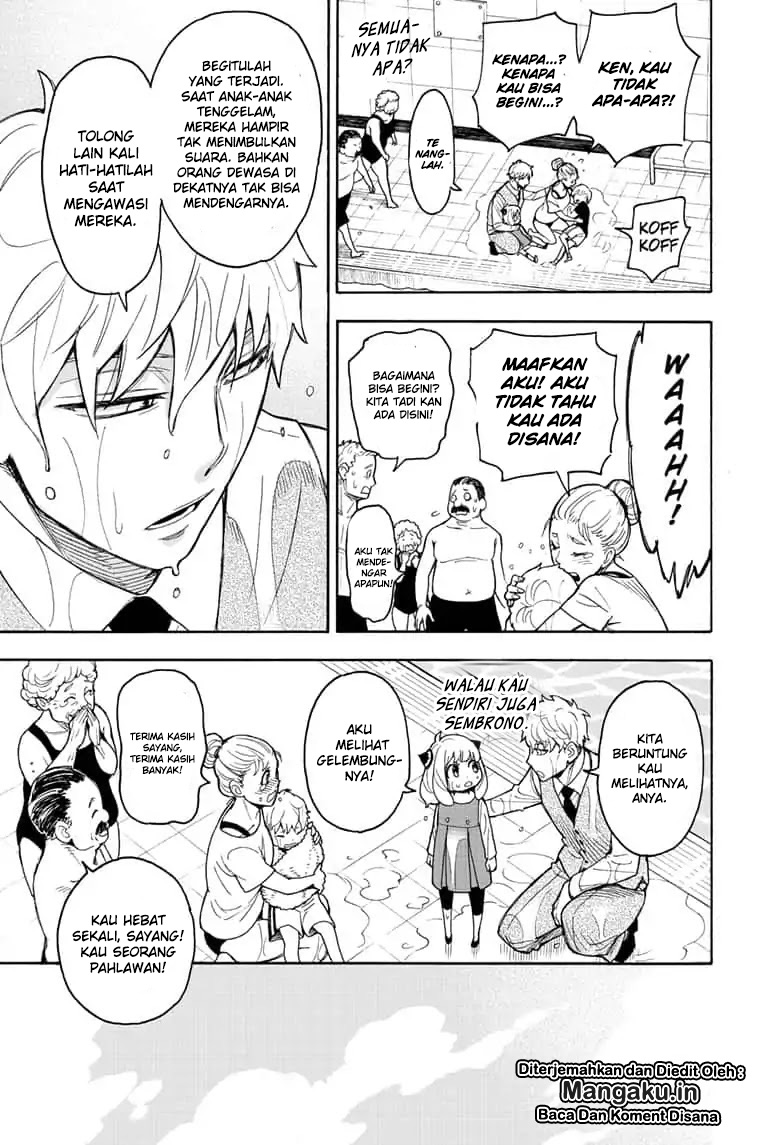 KEN, KAU
TIDAK
APA-APA?!
KENAPA...?
KENAPA
KAU BISA
BEGINI...?
SEMUA-
NYA TIDAK
APA?
TE
NANG-
LAH.
KOFF
KOFF
BEGITULAH
YANG TERJADI.
SAAT ANAK-ANAK
TENGGELAM,
MEREKA HAMPIR
TAK MENIMBULKAN
SUARA. BAHKAN
ORANG DEWASA DI
DEKATNYA TAK BISA
MENDENGARNYA.
TOLONG
LAIN KALI
HATI-HATILAH
SAAT
MENGAWASI
MEREKA.
WAAAHH!
MAAFKAN
AKU! AKU
TIDAK TAHU
KAU ADA
DISANA!
BAGAIMANA
BISA BEGINI?
KITA TADI KAN
ADA DISINI!
AKU TAK
MENDE-
NGAR
APAPUN!
KITA
BERUNTUNG
KAU
MELIHATNYA,
ANYA.
WALAU KAU
SENDIRI JUGA
SEMBRONO.
AKU
MELIHAT
GELEMBUNG-
NYA!
TERIMA KASIH
SAYANG,
TERIMA KASIH
BANYAK!
KAU HEBAT
SEKALI, SAYANG!
KAU SEORANG
PAHLAWAN!
Diterjemahkan dan Diedit Oleh:
Mangaku.in
Baca Dan Koment Disana